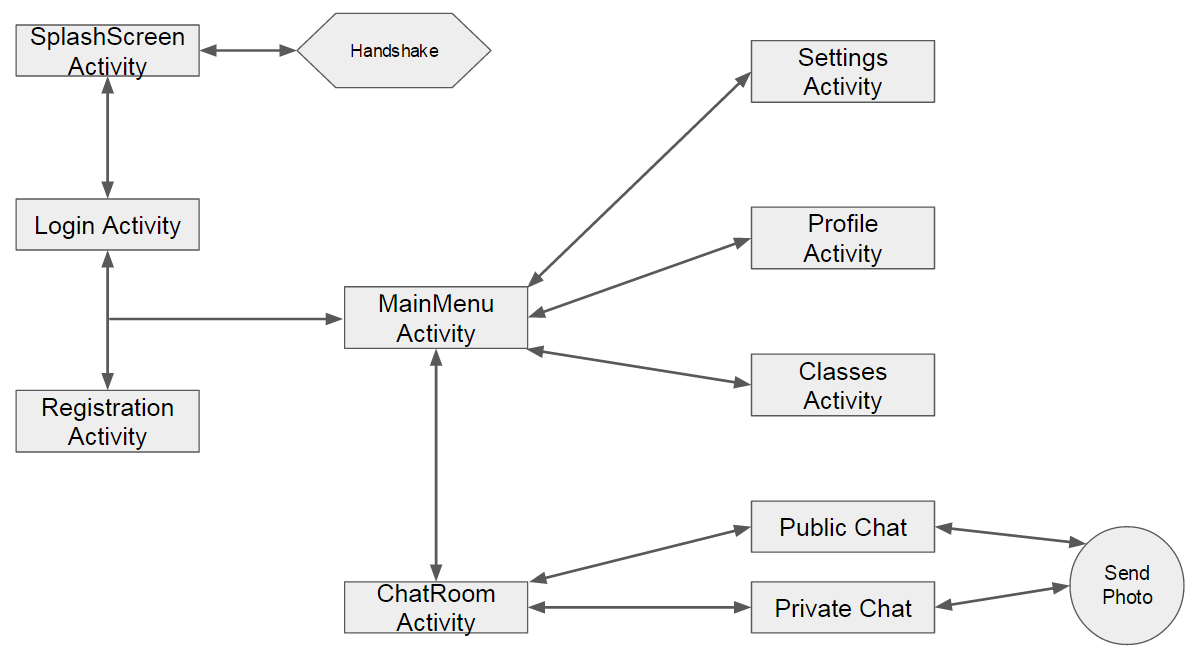 SplashScreen
Activity
Handshake
Settings
Activity
Login Activity
Profile
Activity
MainMenu
Activity
Classes
Activity
Registration
Activity
Public Chat
ChatRoom
Activity
Private Chat
Send
Photo